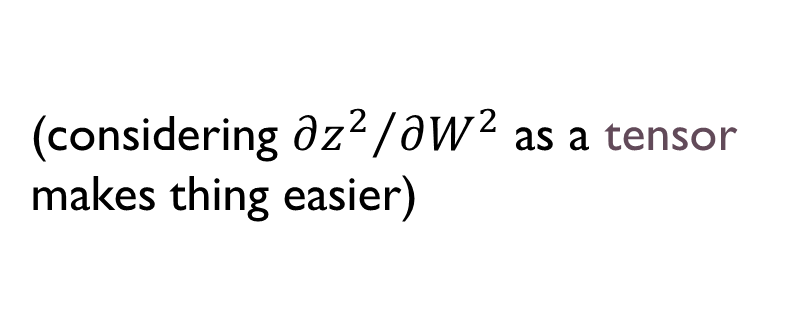 (considering ∂z²/∂W² as a tensor
makes thing easier)